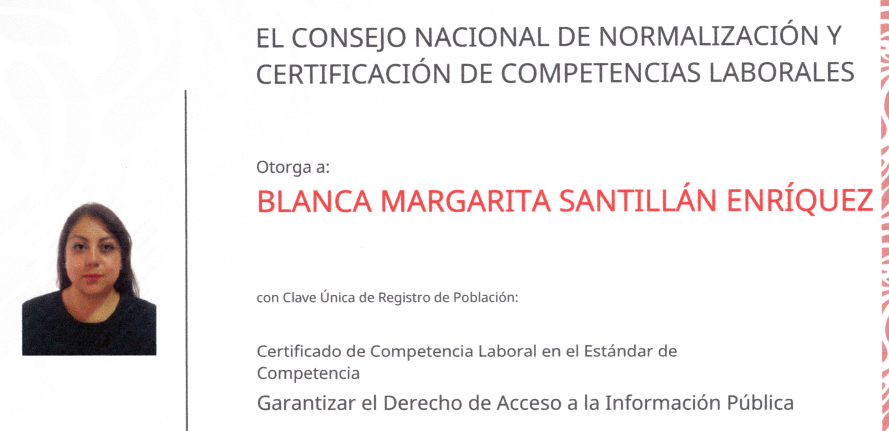 EL CONSEJO NACIONAL DE NORMALIZACIÓN Y
CERTIFICACIÓN DE COMPETENCIAS LABORALES
Otorga a:
BLANCA MARGARITA SANTILLÁN ENRÍQUEZ
con Clave Única de Registro de Población:
Certificado de Competencia Laboral en el Estándar de
Competencia
Garantizar el Derecho de Acceso a la Información Pública